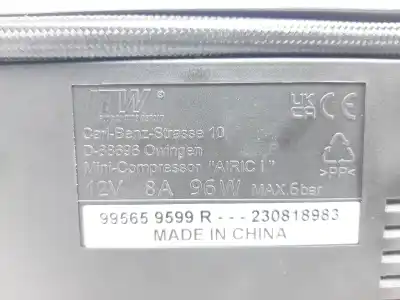 ITW
Carl-Benz-Strasse 10
D-88696 Owingen
Mini-Compressor "AIRIC I"
12V 8A 96W MAX.6bar
>PP<
99565 9599 R - - - 230818983
MADE IN CHINA
UK
CA
CE